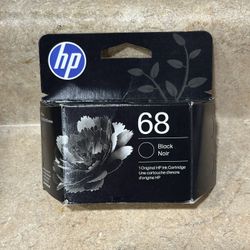 hp
68
Black
Noir
1 Original HP Ink Cartridge
Une cartouche d'encre
d'origine HP